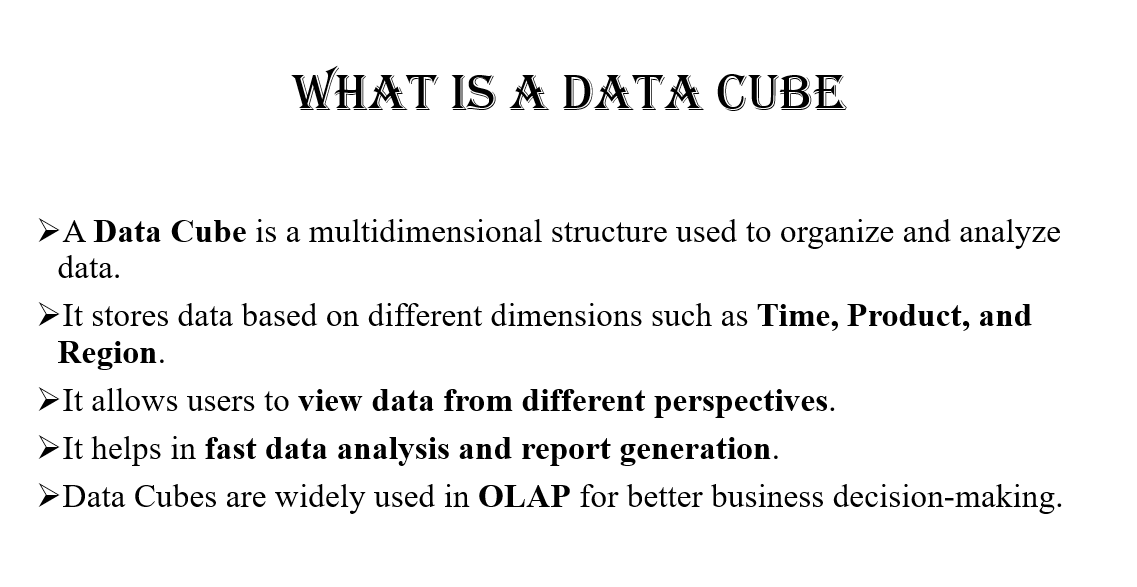 WHAT IS A DATA CUBE
➢A Data Cube is a multidimensional structure used to organize and analyze
data.
➢It stores data based on different dimensions such as Time, Product, and
Region.
➢It allows users to view data from different perspectives.
➢It helps in fast data analysis and report generation.
➢Data Cubes are widely used in OLAP for better business decision-making.